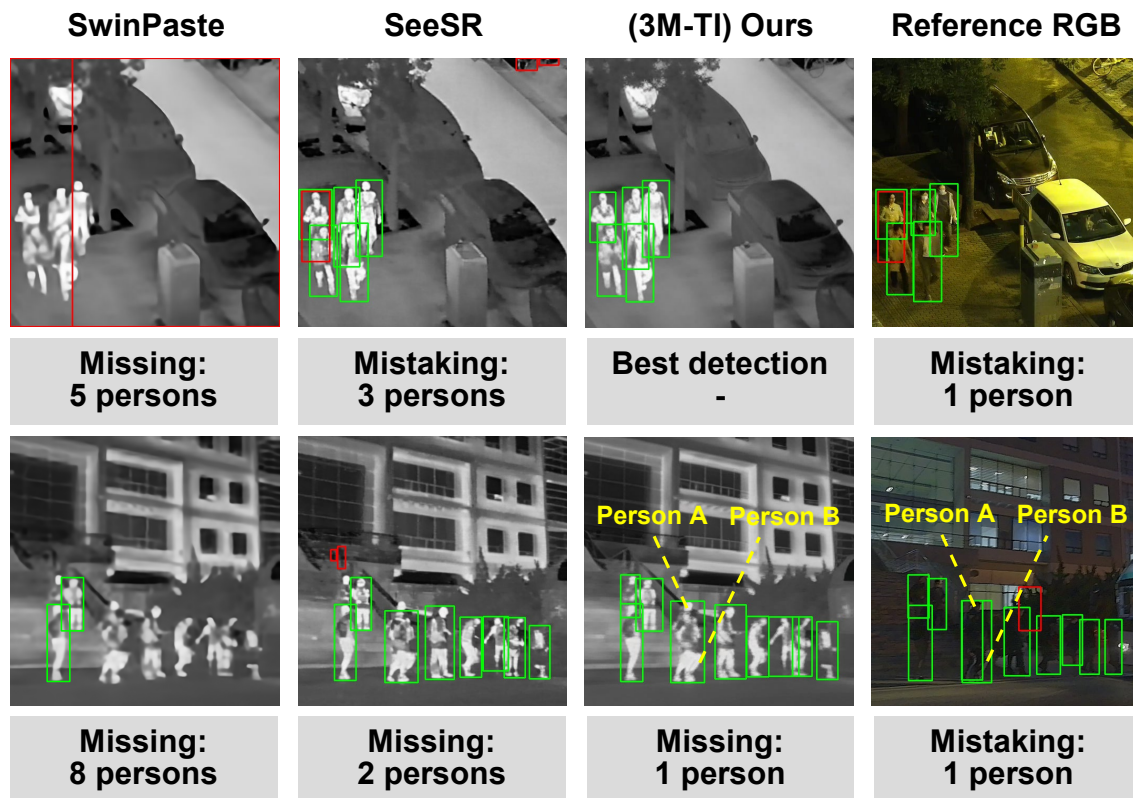 SwinPaste
SeeSR
(3M-TI) Ours
Reference RGB
Missing:
5 persons
Mistaking:
3 persons
Best detection
-
Mistaking:
1 person
Person A
Person B
Person A
Person B
Missing:
8 persons
Missing:
2 persons
Missing:
1 person
Mistaking:
1 person